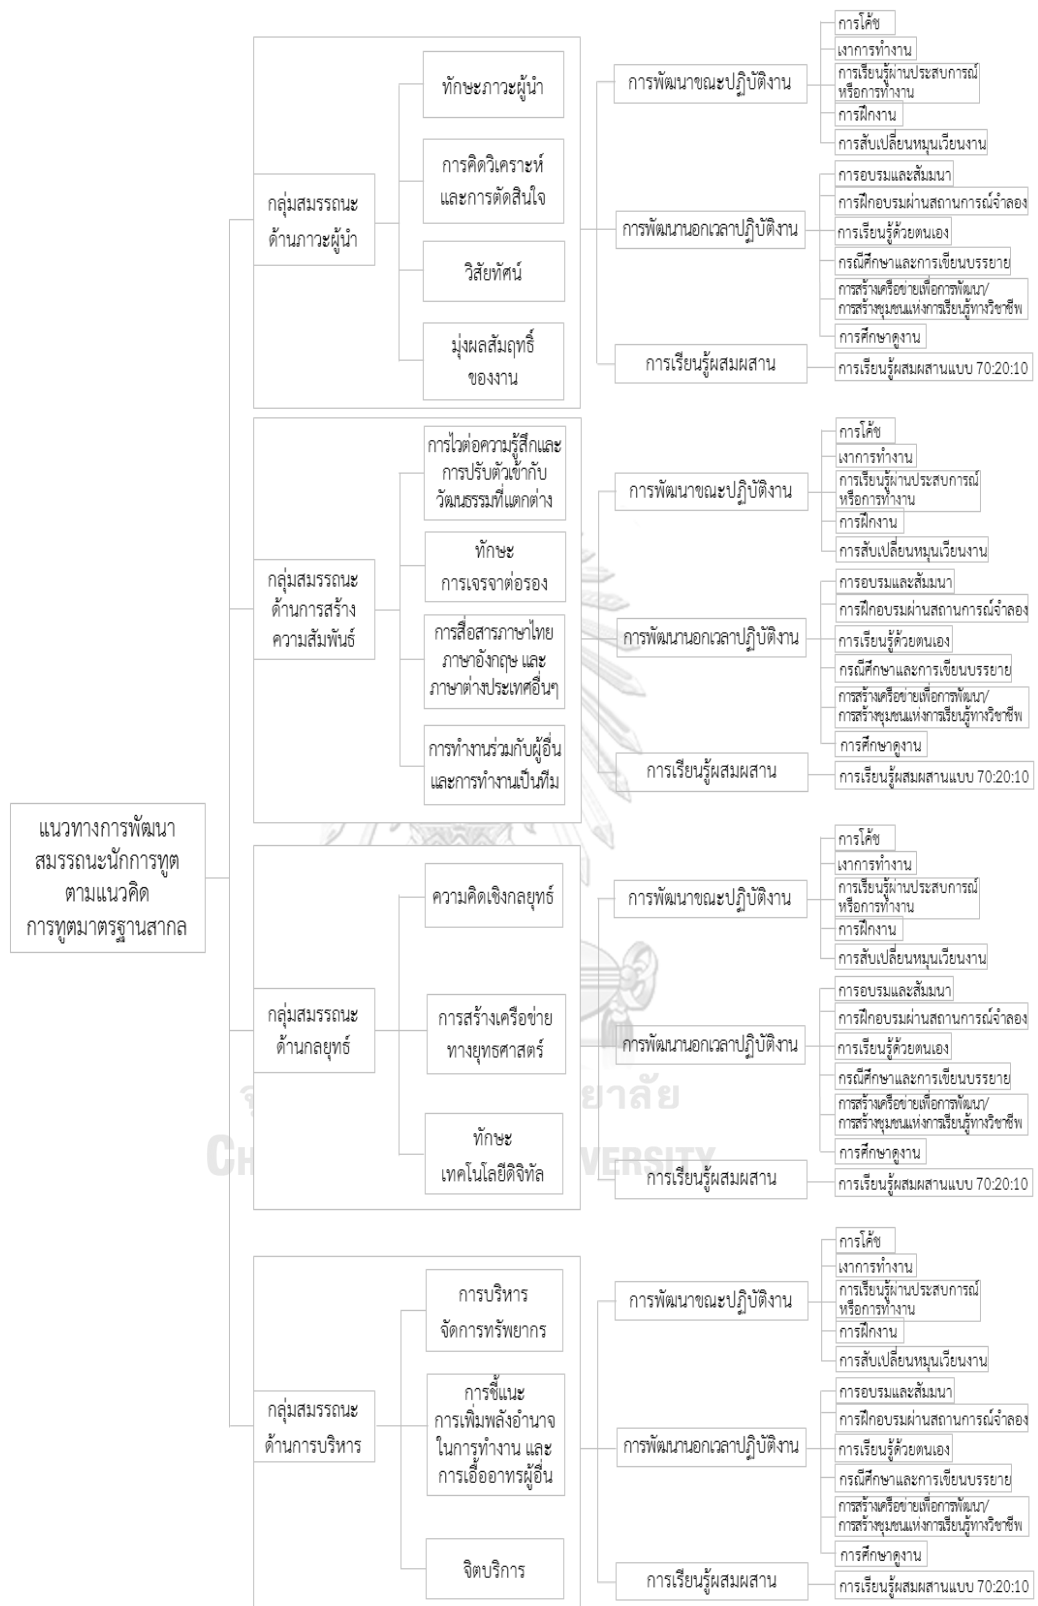 แนวทางการพัฒนา
สมรรถนะนักการทูต
ตามแนวคิด
การทูตมาตรฐานสากล
กลุ่มสมรรถนะ
ด้านภาวะผู้นำ
ทักษะภาวะผู้นำ
การคิดวิเคราะห์
และการตัดสินใจ
วิสัยทัศน์
มุ่งผลสัมฤทธิ์
ของงาน
การพัฒนาขณะปฏิบัติงาน
การโค้ช
เงาการทำงาน
การเรียนรู้ผ่านประสบการณ์
หรือการทำงาน
การฝึกงาน
การสับเปลี่ยนหมุนเวียนงาน
การพัฒนานอกเวลาปฏิบัติงาน
การอบรมและสัมมนา
การฝึกอบรมผ่านสถานการณ์จำลอง
การเรียนรู้ด้วยตนเอง
กรณีศึกษาและการเขียนบรรยาย
การสร้างเครือข่ายเพื่อการพัฒนา/
การสร้างชุมชนแห่งการเรียนรู้ทางวิชาชีพ
การศึกษาดูงาน
การเรียนรู้ผสมผสาน
การเรียนรู้ผสมผสานแบบ 70:20:10
กลุ่มสมรรถนะ
ด้านการสร้าง
ความสัมพันธ์
การไวต่อความรู้สึกและ
การปรับตัวเข้ากับ
วัฒนธรรมที่แตกต่าง
ทักษะ
การเจรจาต่อรอง
การสื่อสารภาษาไทย
ภาษาอังกฤษ และ
ภาษาต่างประเทศอื่นๆ
การทำงานร่วมกับผู้อื่น
และการทำงานเป็นทีม
การพัฒนาขณะปฏิบัติงาน
การโค้ช
เงาการทำงาน
การเรียนรู้ผ่านประสบการณ์
หรือการทำงาน
การฝึกงาน
การสับเปลี่ยนหมุนเวียนงาน
การพัฒนานอกเวลาปฏิบัติงาน
การอบรมและสัมมนา
การฝึกอบรมผ่านสถานการณ์จำลอง
การเรียนรู้ด้วยตนเอง
กรณีศึกษาและการเขียนบรรยาย
การสร้างเครือข่ายเพื่อการพัฒนา/
การสร้างชุมชนแห่งการเรียนรู้ทางวิชาชีพ
การศึกษาดูงาน
การเรียนรู้ผสมผสาน
การเรียนรู้ผสมผสานแบบ 70:20:10
กลุ่มสมรรถนะ
ด้านกลยุทธ์
ความคิดเชิงกลยุทธ์
การสร้างเครือข่าย
ทางยุทธศาสตร์
ทักษะ
เทคโนโลยีดิจิทัล
การพัฒนาขณะปฏิบัติงาน
การโค้ช
เงาการทำงาน
การเรียนรู้ผ่านประสบการณ์
หรือการทำงาน
การฝึกงาน
การสับเปลี่ยนหมุนเวียนงาน
การพัฒนานอกเวลาปฏิบัติงาน
การอบรมและสัมมนา
การฝึกอบรมผ่านสถานการณ์จำลอง
การเรียนรู้ด้วยตนเอง
กรณีศึกษาและการเขียนบรรยาย
การสร้างเครือข่ายเพื่อการพัฒนา/
การสร้างชุมชนแห่งการเรียนรู้ทางวิชาชีพ
การศึกษาดูงาน
การเรียนรู้ผสมผสาน
การเรียนรู้ผสมผสานแบบ 70:20:10
กลุ่มสมรรถนะ
ด้านการบริหาร
การบริหาร
จัดการทรัพยากร
การชี้แนะ
การเพิ่มพลังอำนาจ
ในการทำงาน และ
การเอื้ออาทรผู้อื่น
จิตบริการ
การพัฒนาขณะปฏิบัติงาน
การโค้ช
เงาการทำงาน
การเรียนรู้ผ่านประสบการณ์
หรือการทำงาน
การฝึกงาน
การสับเปลี่ยนหมุนเวียนงาน
การพัฒนานอกเวลาปฏิบัติงาน
การอบรมและสัมมนา
การฝึกอบรมผ่านสถานการณ์จำลอง
การเรียนรู้ด้วยตนเอง
กรณีศึกษาและการเขียนบรรยาย
การสร้างเครือข่ายเพื่อการพัฒนา/
การสร้างชุมชนแห่งการเรียนรู้ทางวิชาชีพ
การศึกษาดูงาน
การเรียนรู้ผสมผสาน
การเรียนรู้ผสมผสานแบบ 70:20:10